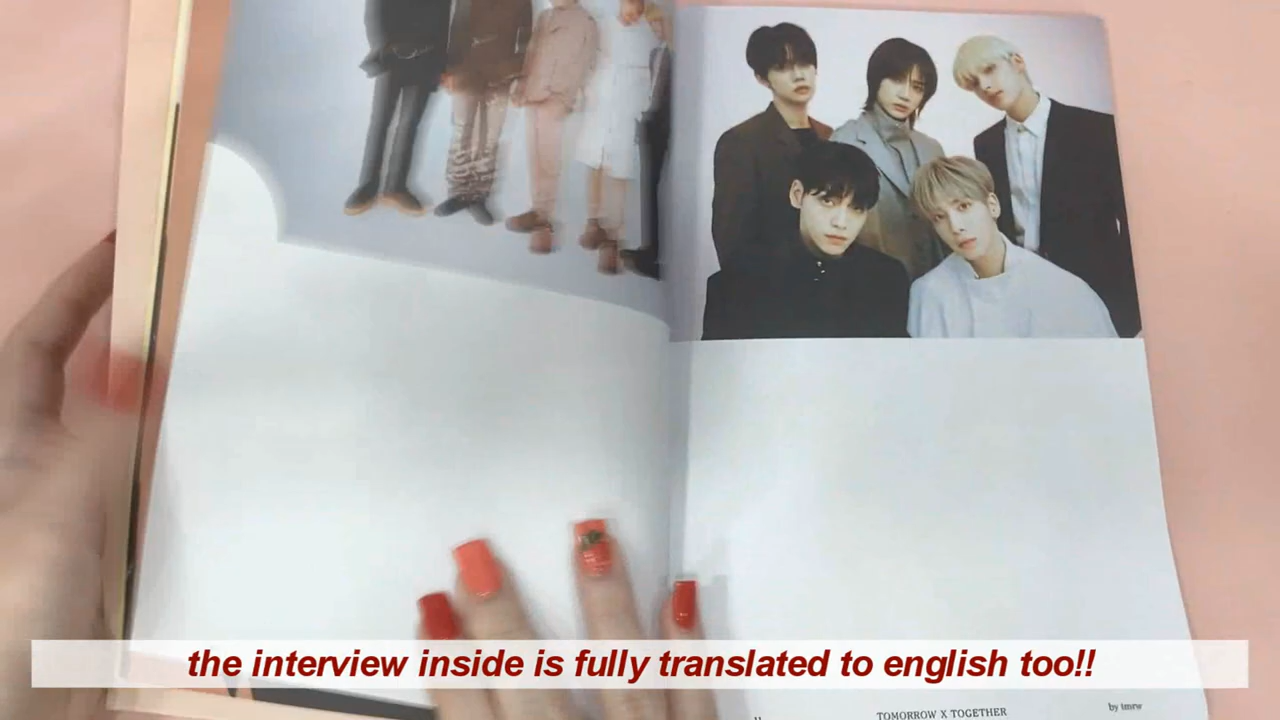 the interview inside is fully translated to english too!!
TOMORROW X TOGETHER
by tmrw